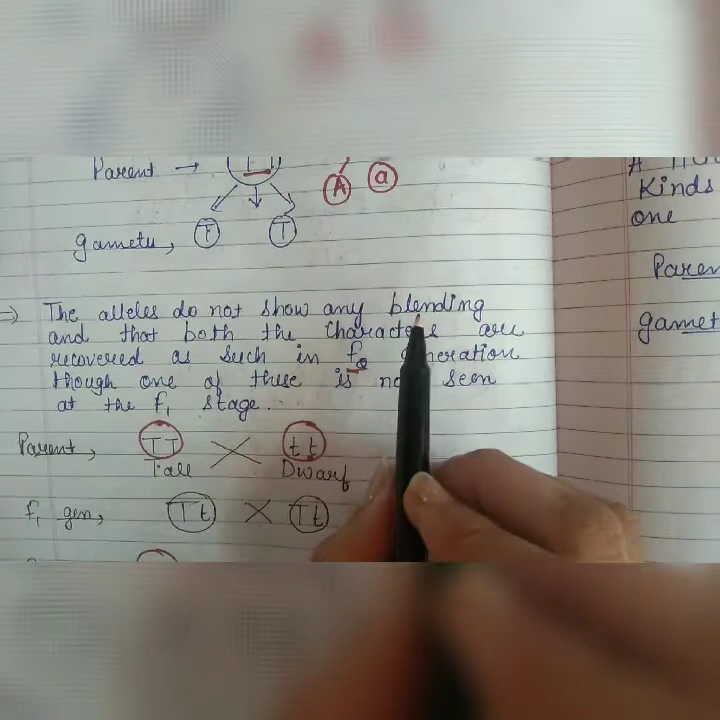 Parent →
A a
gametes, T T
→ The alleles do not show any blending
and that both the characters are
recovered as such in f2 generation
though one of these is not seen
at the f1 stage.
Parent, TT X tt
Tall Dwarf
f1 gen, Tt X Tt
Kinds
one
Paren
gamet